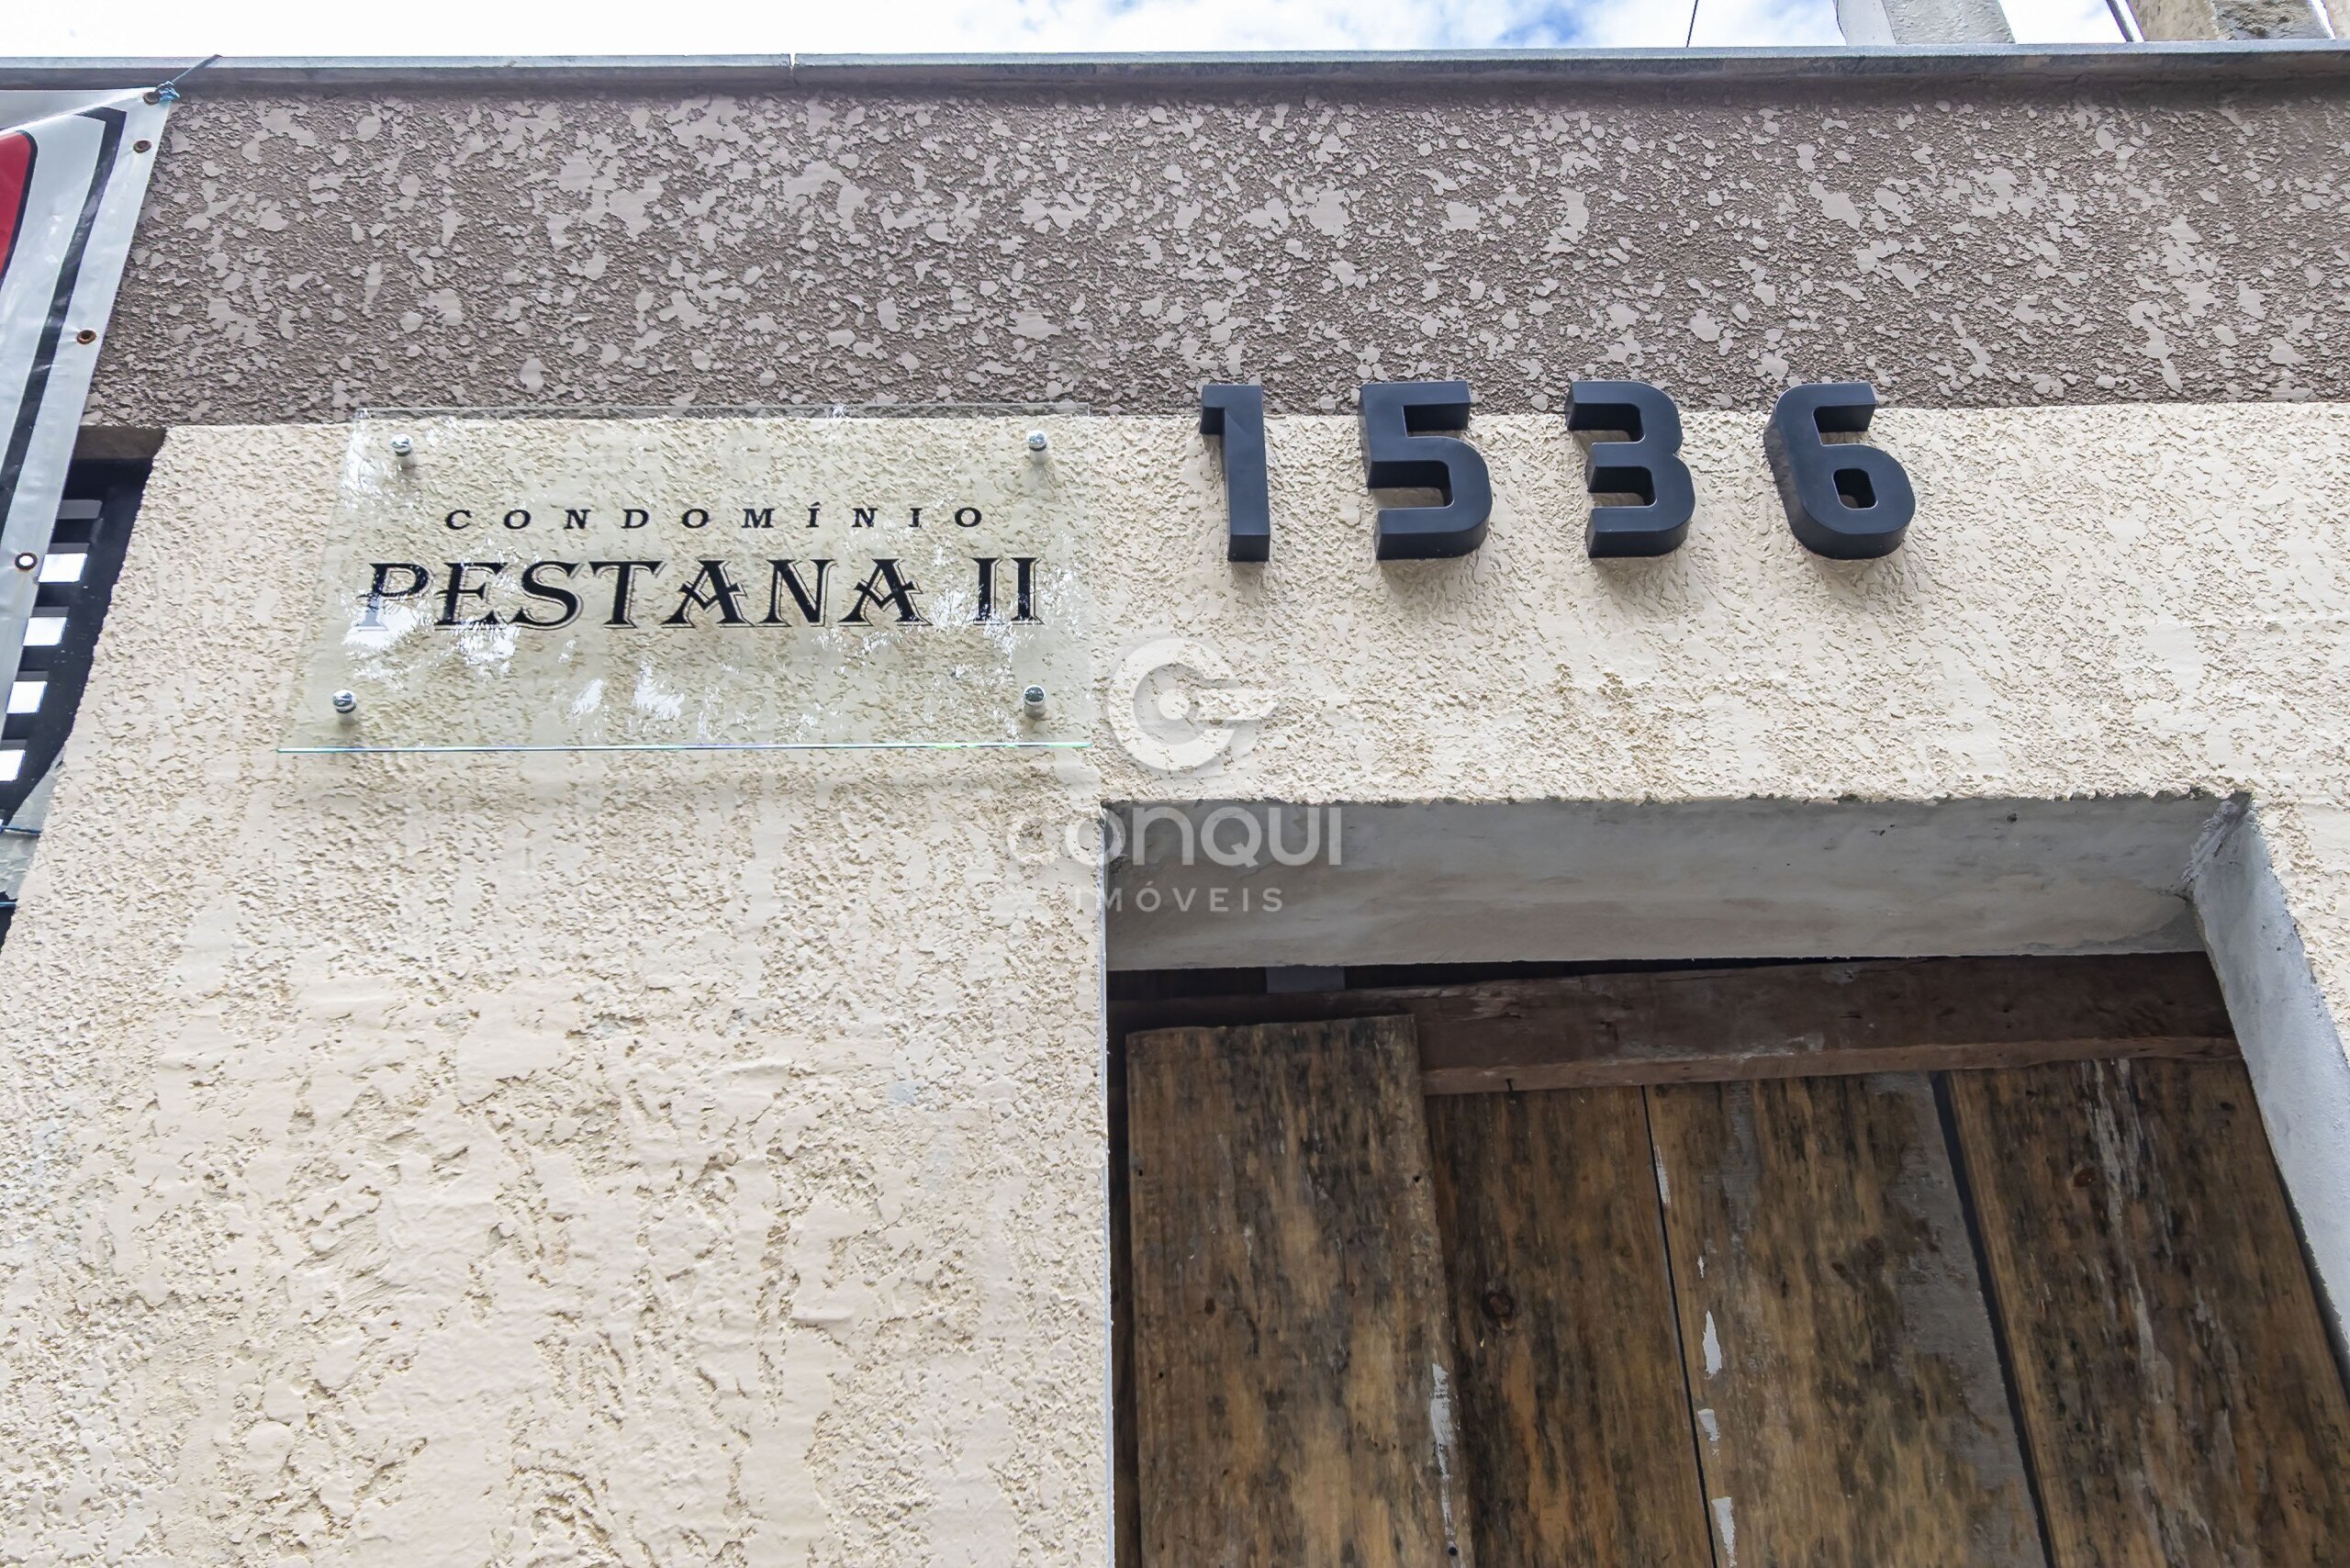 CONDOMÍNIO
PESTANA II
1536
conQUI
IMÓVEIS